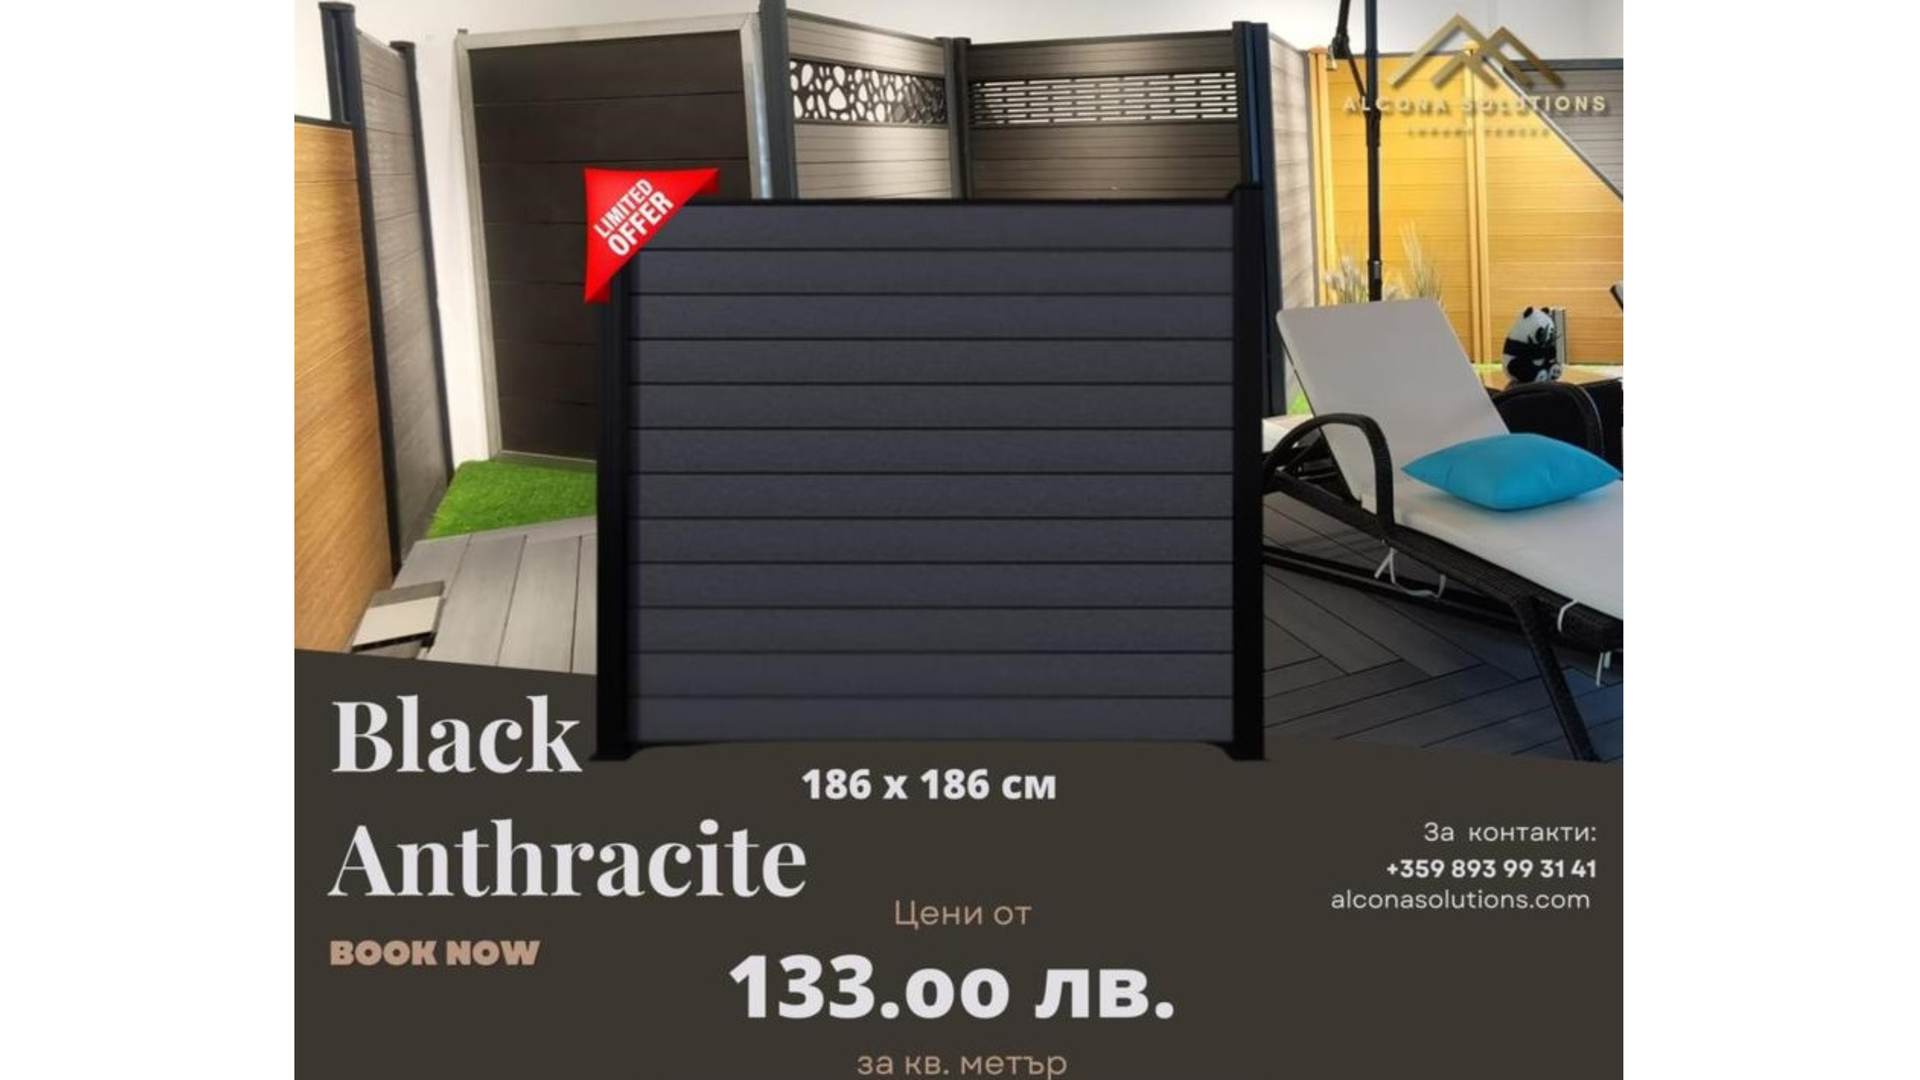 ALCONA SOLUTIONS
LIMITED
OFFER
Black
Anthracite
BOOK NOW
186 x 186 см
Цени от
133.00 лв.
за кв. метър
За контакти:
+359 893 99 31 41
alconasolutions.com